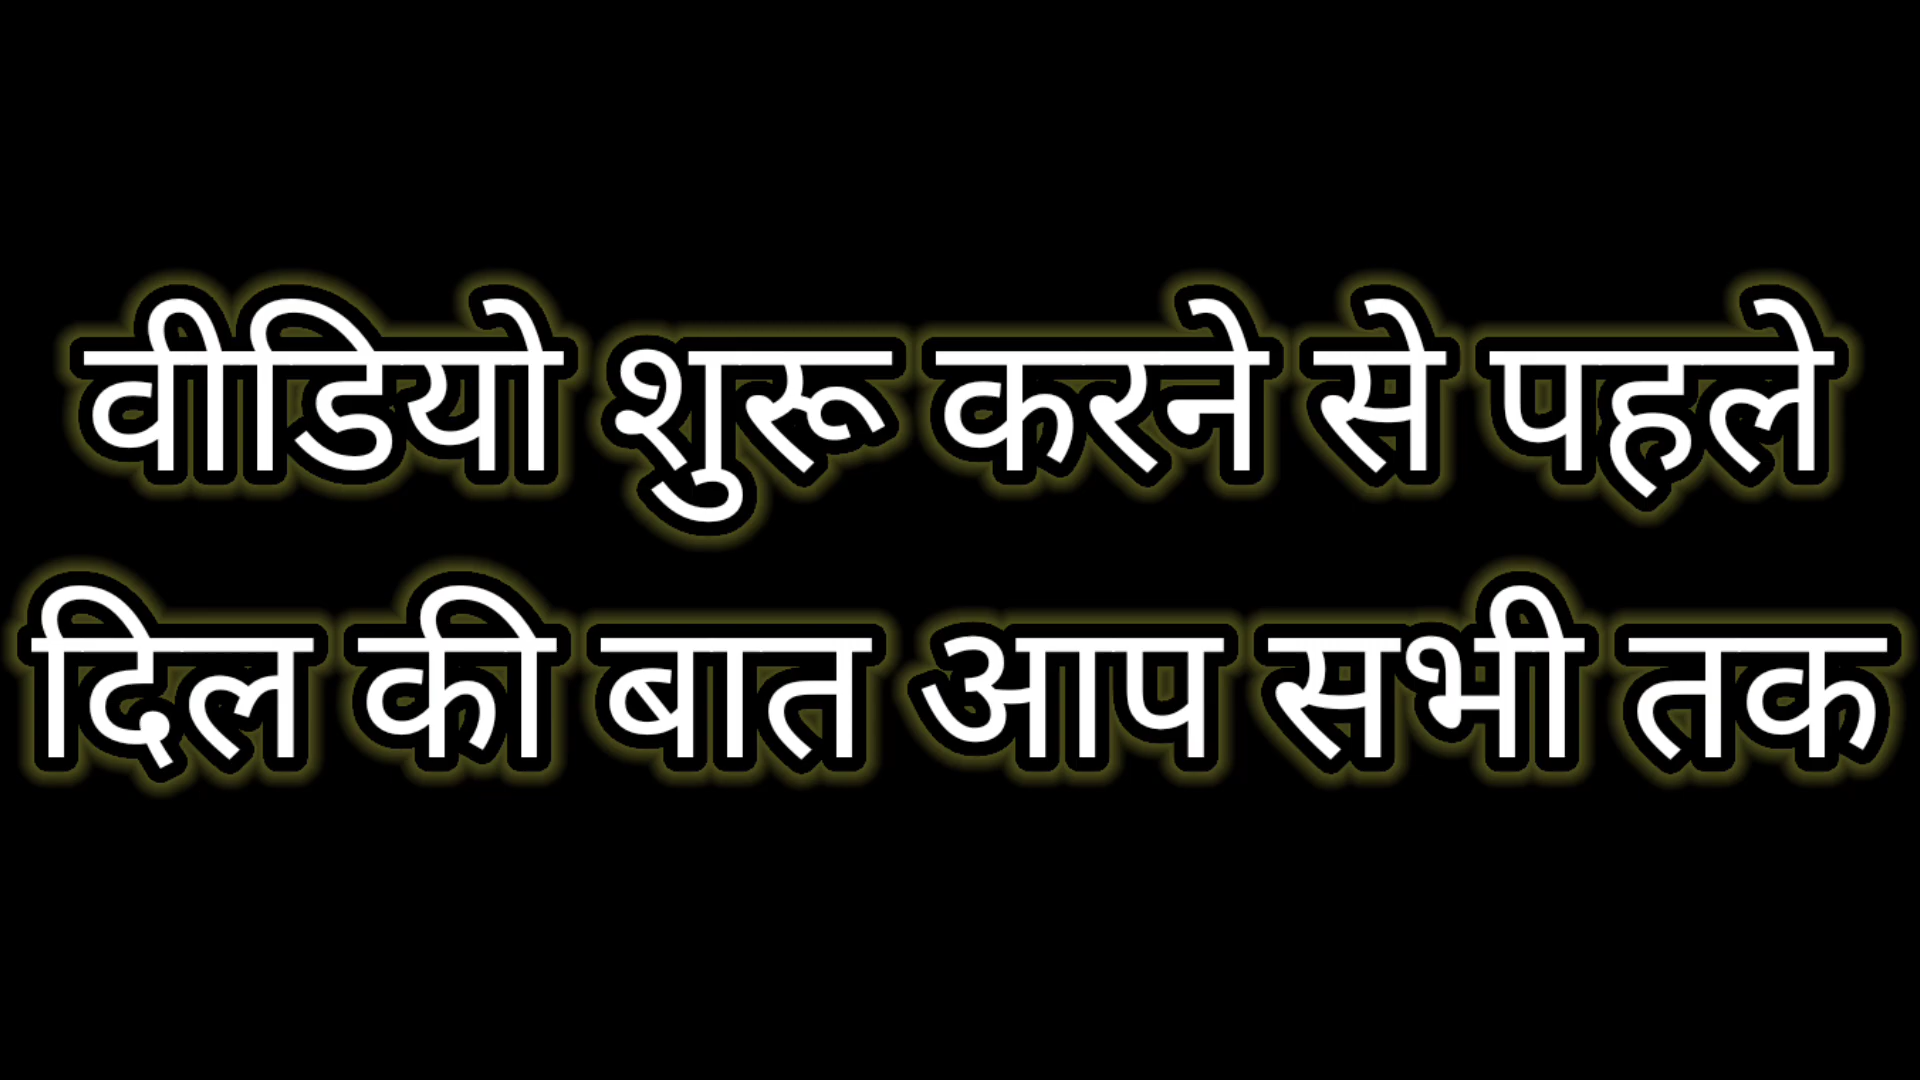 वीडियो शुरू करने से पहले
दिल की बात आप सभी तक